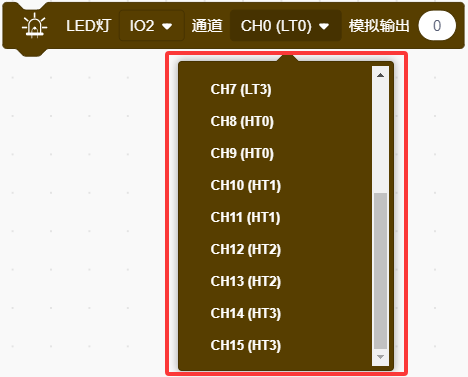 LED灯 IO2 通道 CH0 (LT0) 模拟输出 0
CH7 (LT3)
CH8 (HT0)
CH9 (HT0)
CH10 (HT1)
CH11 (HT1)
CH12 (HT2)
CH13 (HT2)
CH14 (HT3)
CH15 (HT3)